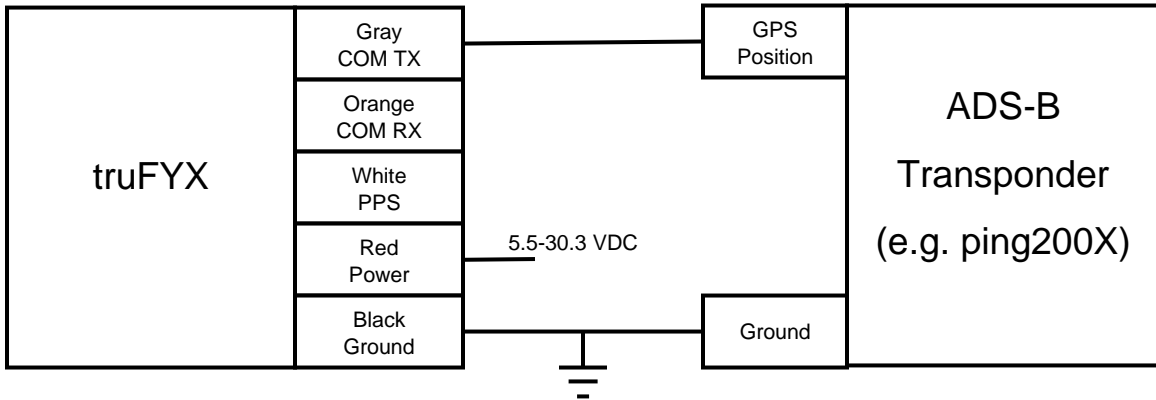 truFYX
Gray
COM TX
Orange
COM RX
White
PPS
Red
Power
Black
Ground
5.5-30.3 VDC
GPS
Position
Ground
ADS-B
Transponder
(e.g. ping200X)